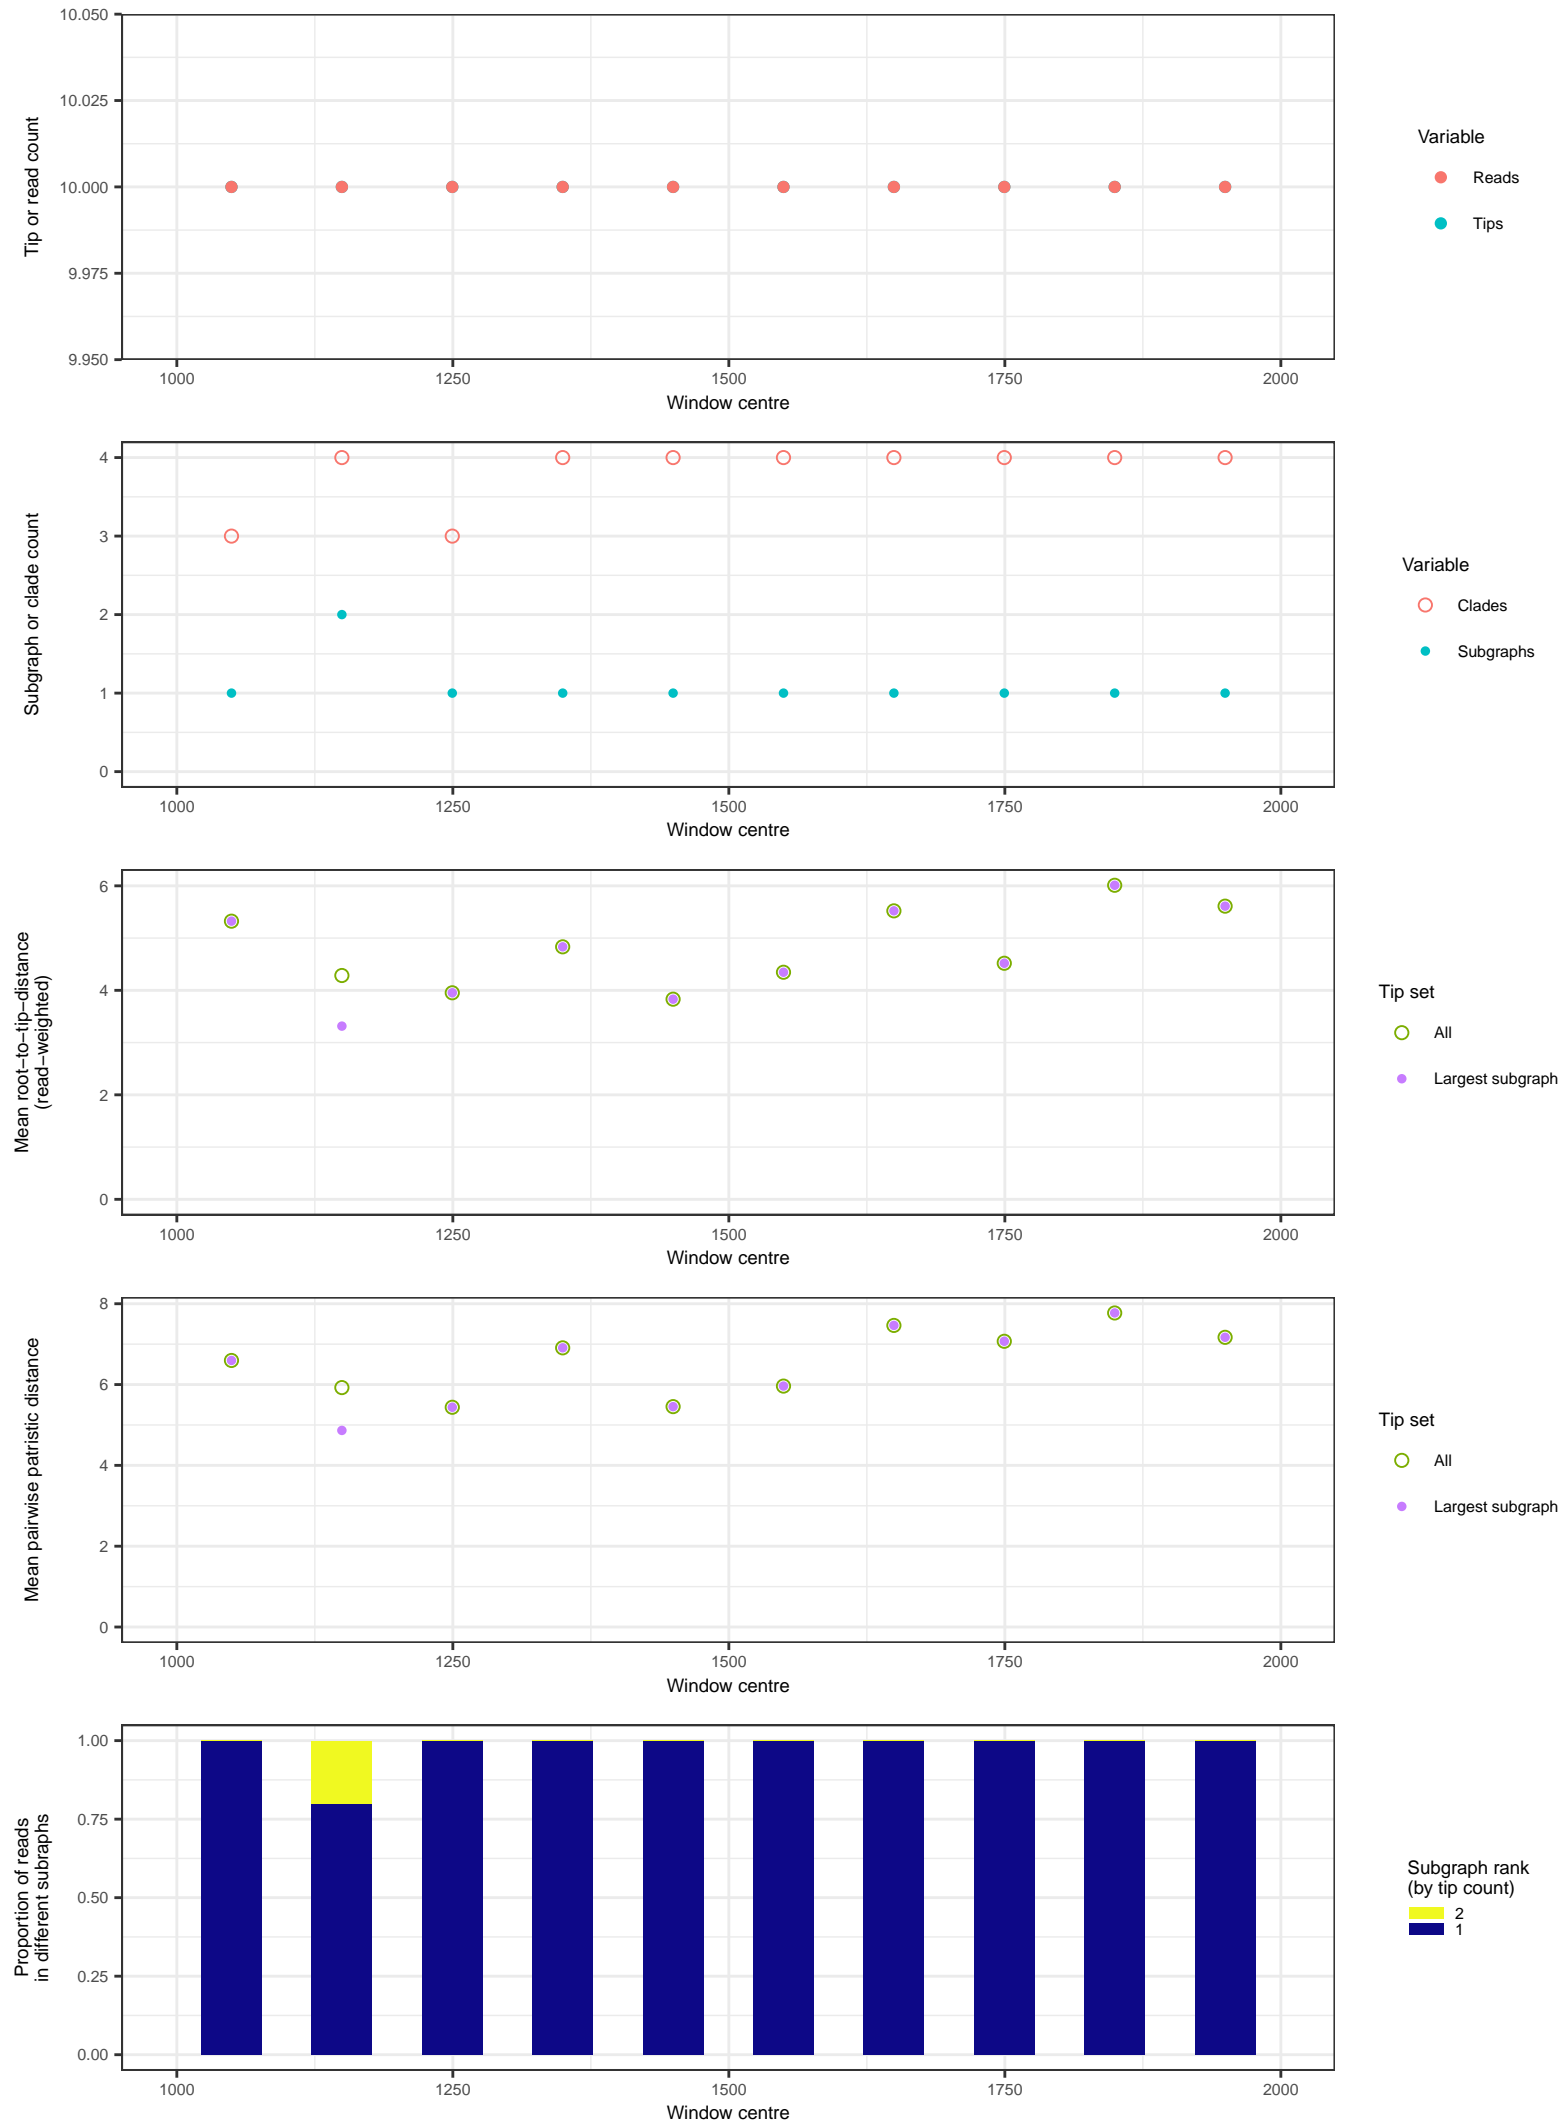 10.050
10.025
10.000
9.975
9.950
Tip or read count
1000 1250 1500 1750 2000
Window centre
Variable
Reads
Tips
4
3
2
1
0
Subgraph or clade count
1000 1250 1500 1750 2000
Window centre
Variable
Clades
Subgraphs
6
4
2
0
Mean root−to−tip−distance
(read−weighted)
1000 1250 1500 1750 2000
Window centre
Tip set
All
Largest subgraph
8
6
4
2
0
Mean pairwise patristic distance
1000 1250 1500 1750 2000
Window centre
Tip set
All
Largest subgraph
1.00
0.75
0.50
0.25
0.00
Proportion of reads
in different subraphs
1000 1250 1500 1750 2000
Window centre
Subgraph rank
(by tip count)
2
1